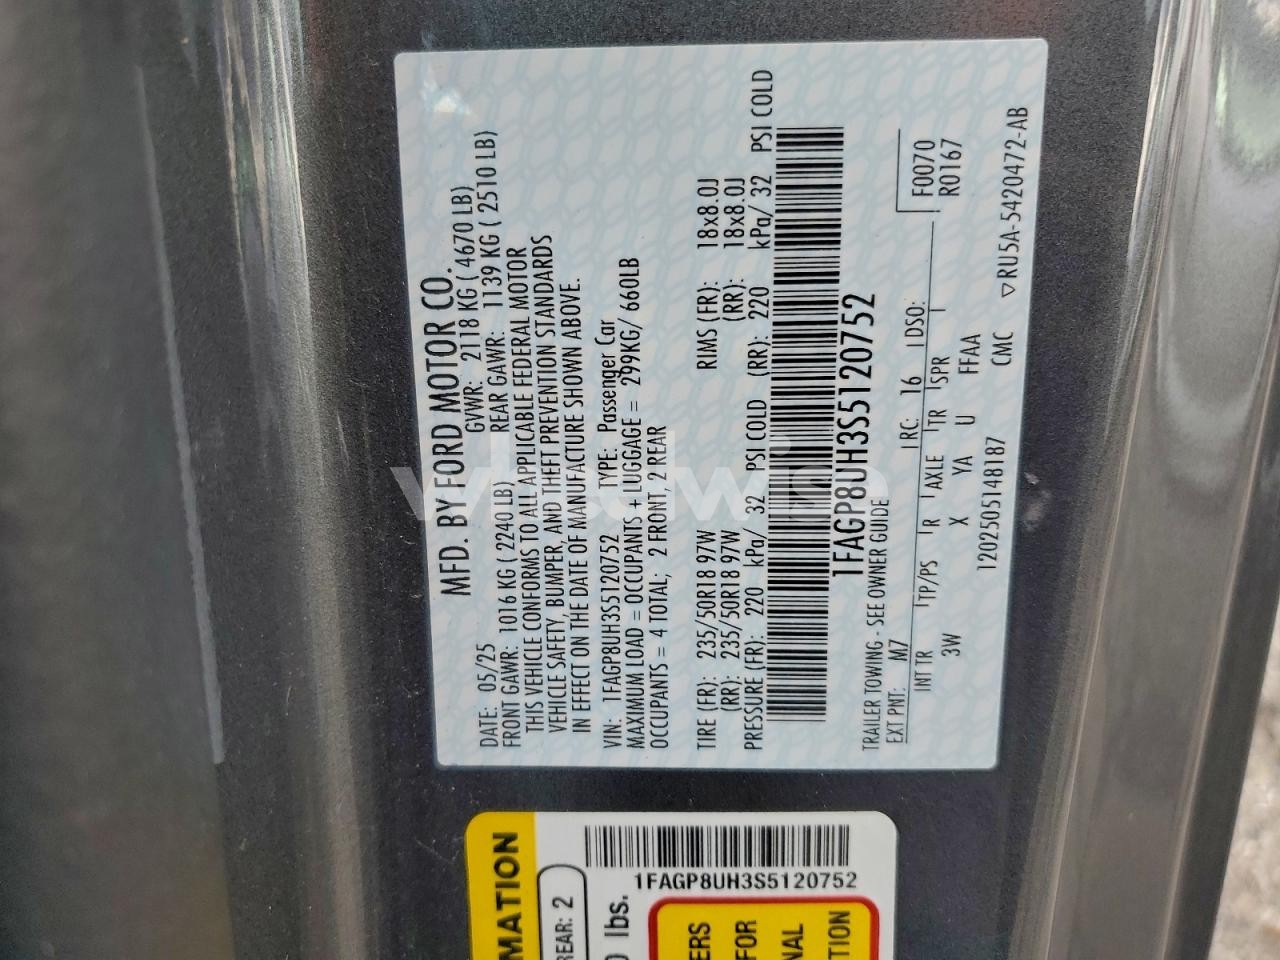 MFD. BY FORD MOTOR CO.
DATE: 05/25 GVWR: 2118 KG ( 4670 LB)
FRONT GAWR: 1016 KG ( 2240 LB) REAR GAWR: 1139 KG ( 2510 LB)
THIS VEHICLE CONFORMS TO ALL APPLICABLE FEDERAL MOTOR
VEHICLE SAFETY, BUMPER, AND THEFT PREVENTION STANDARDS
IN EFFECT ON THE DATE OF MANUFACTURE SHOWN ABOVE.
VIN: 1FAGP8UH3S5120752 TYPE: Passenger Car
MAXIMUM LOAD = OCCUPANTS + LUGGAGE = 299KG/ 660LB
OCCUPANTS = 4 TOTAL; 2 FRONT, 2 REAR
TIRE (FR): 235/50R18 97W RIMS (FR): 18x8.0J
(RR): 235/50R18 97W (RR): 18x8.0J
PRESSURE (FR): 220 kPa/ 32 PSI COLD (RR): 220 kPa/ 32 PSI COLD
1FAGP8UH3S5120752
TRAILER TOWING - SEE OWNER GUIDE
EXT PNT: M7 RC: 16 DSO: F0070
R0167
INT TR TP/PS R AXLE TR SPR
3W X YA U FFAA
1202505148187 CMC ▽RU5A-5420472-AB
whdwise
MATION
REAR: 2
0 lbs.
1FAGP8UH3S5120752
ERS
FOR
NAL
TION